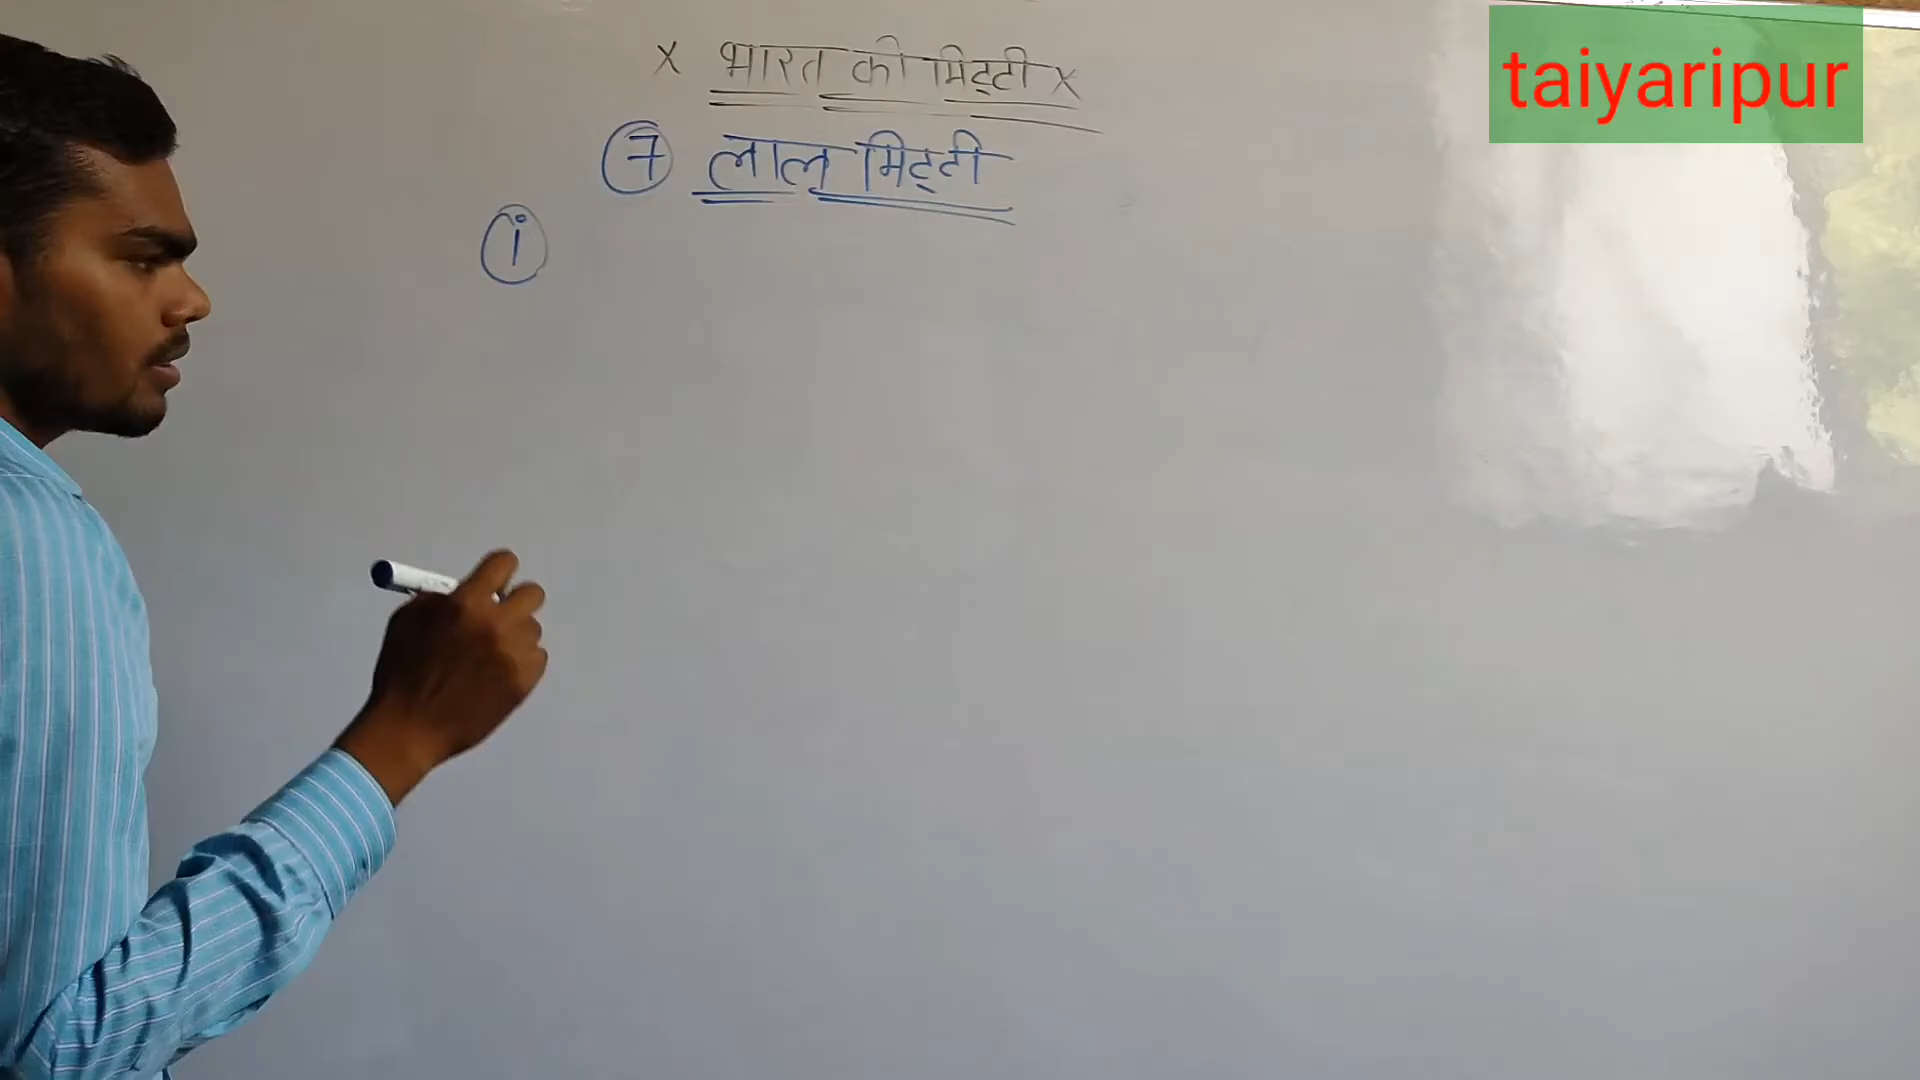 x भारत की मिट्टी x
taiyaripur
7 लाल मिट्टी
i